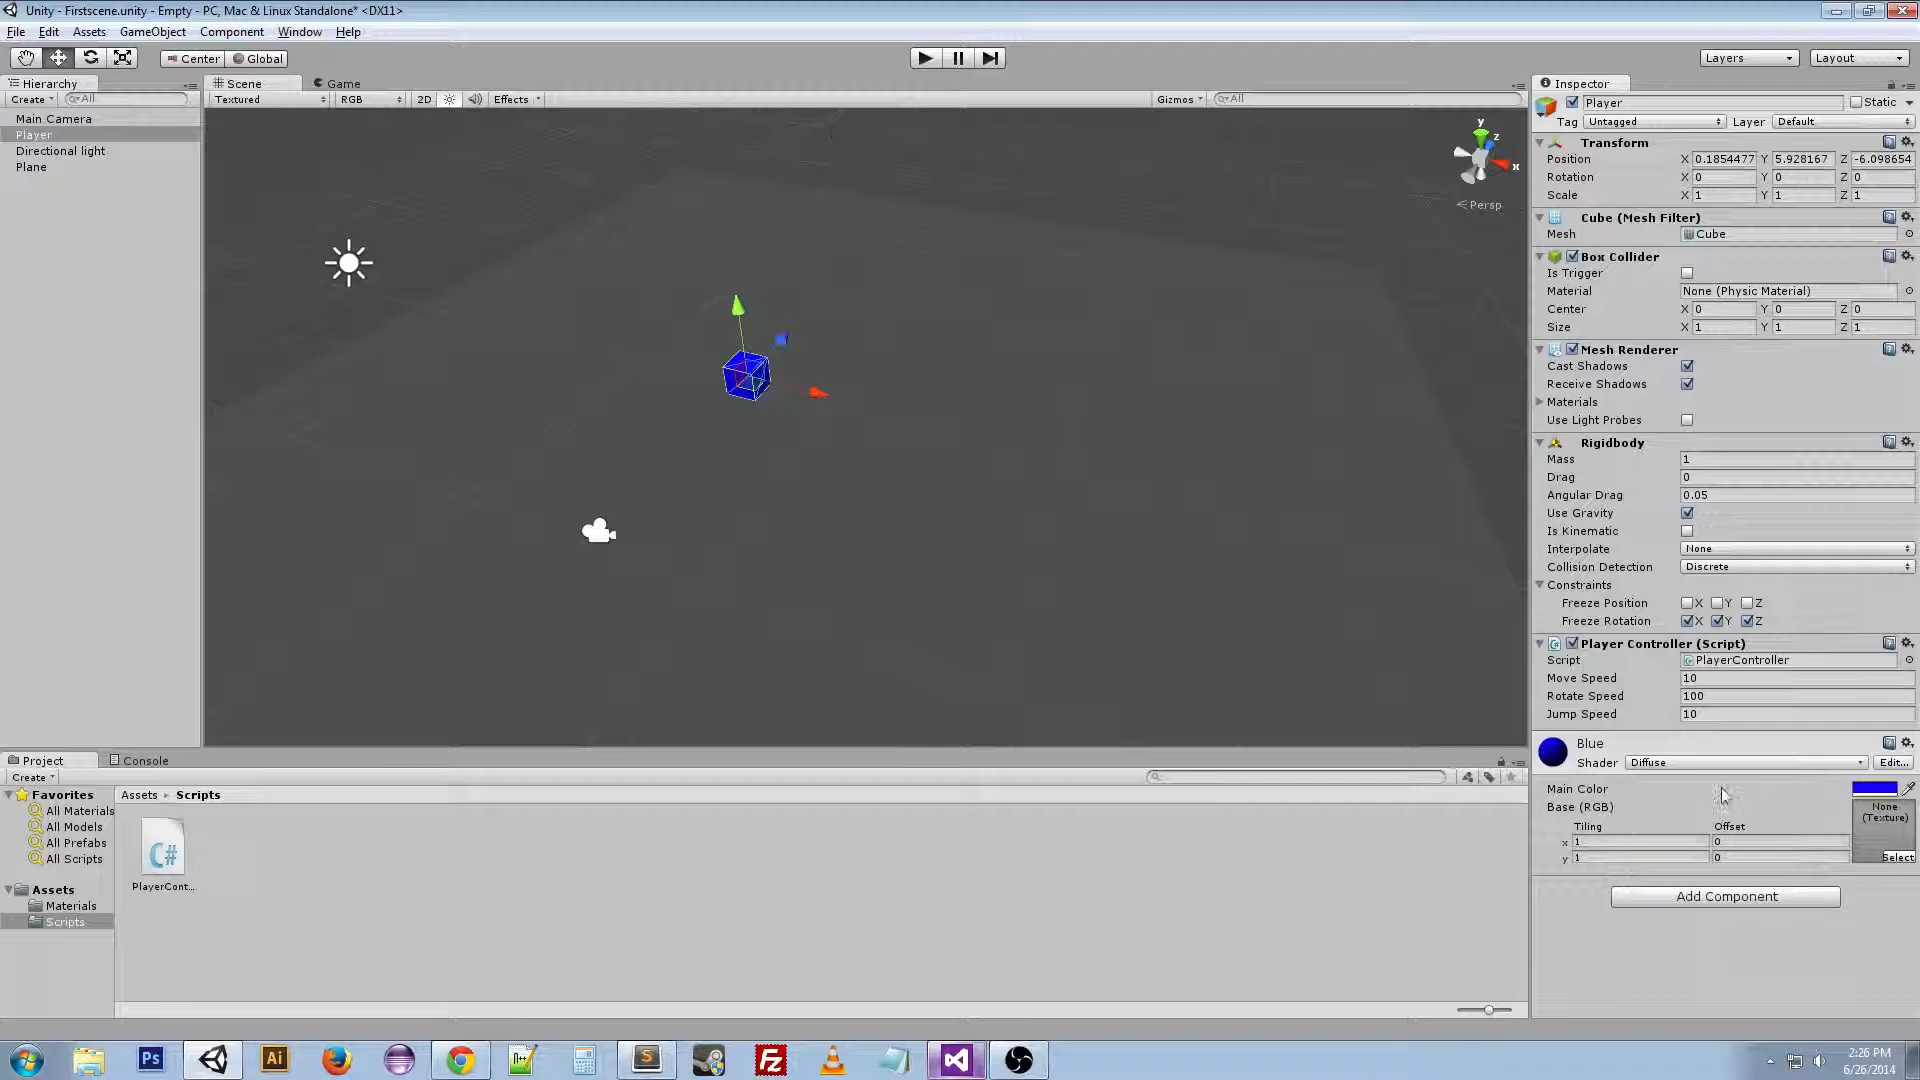 Unity - Firstscene.unity - Empty - PC, Mac & Linux Standalone* <DX11>
File Edit Assets GameObject Component Window Help
Center Global
Layers Layout
Hierarchy
Create All
Main Camera
Player
Directional light
Plane
Scene Game
Textured RGB 2D Effects Gizmos All
y
z
x
Persp
Inspector
Player Static
Tag Untagged Layer Default
Transform
Position X 0.1854477 Y 5.928167 Z -6.098654
Rotation X 0 Y 0 Z 0
Scale X 1 Y 1 Z 1
Cube (Mesh Filter)
Mesh Cube
Box Collider
Is Trigger
Material None (Physic Material)
Center X 0 Y 0 Z 0
Size X 1 Y 1 Z 1
Mesh Renderer
Cast Shadows
Receive Shadows
Materials
Use Light Probes
Rigidbody
Mass 1
Drag 0
Angular Drag 0.05
Use Gravity
Is Kinematic
Interpolate None
Collision Detection Discrete
Constraints
Freeze Position X Y Z
Freeze Rotation X Y Z
Player Controller (Script)
Script PlayerController
Move Speed 10
Rotate Speed 100
Jump Speed 10
Blue
Shader Diffuse Edit...
Main Color
Base (RGB) None
(Texture)
Tiling Offset
x 1 0
y 1 0
Select
Add Component
Project Console
Create
Favorites
All Materials
All Models
All Prefabs
All Scripts
Assets
Materials
Scripts
Assets Scripts
C#
PlayerCont...
Ps
Ai
Fz
2:26 PM
6/26/2014